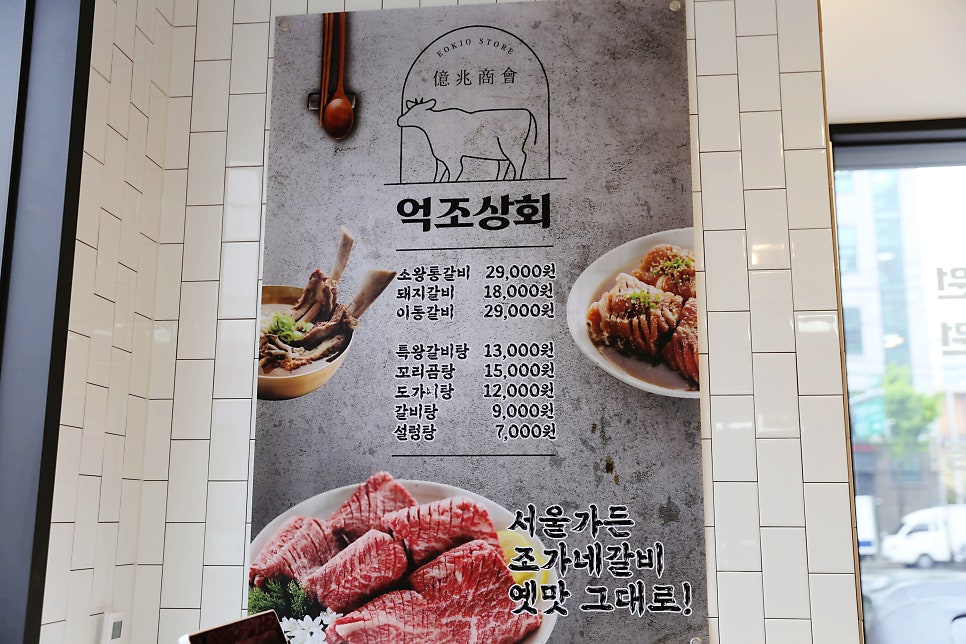 EOKJO STORE
億兆商會
억조상회
소왕통갈비 29,000원
돼지갈비 18,000원
이동갈비 29,000원
특왕갈비탕 13,000원
꼬리곰탕 15,000원
도가니탕 12,000원
갈비탕 9,000원
설렁탕 7,000원
서울가든
조가네갈비
옛맛 그대로!